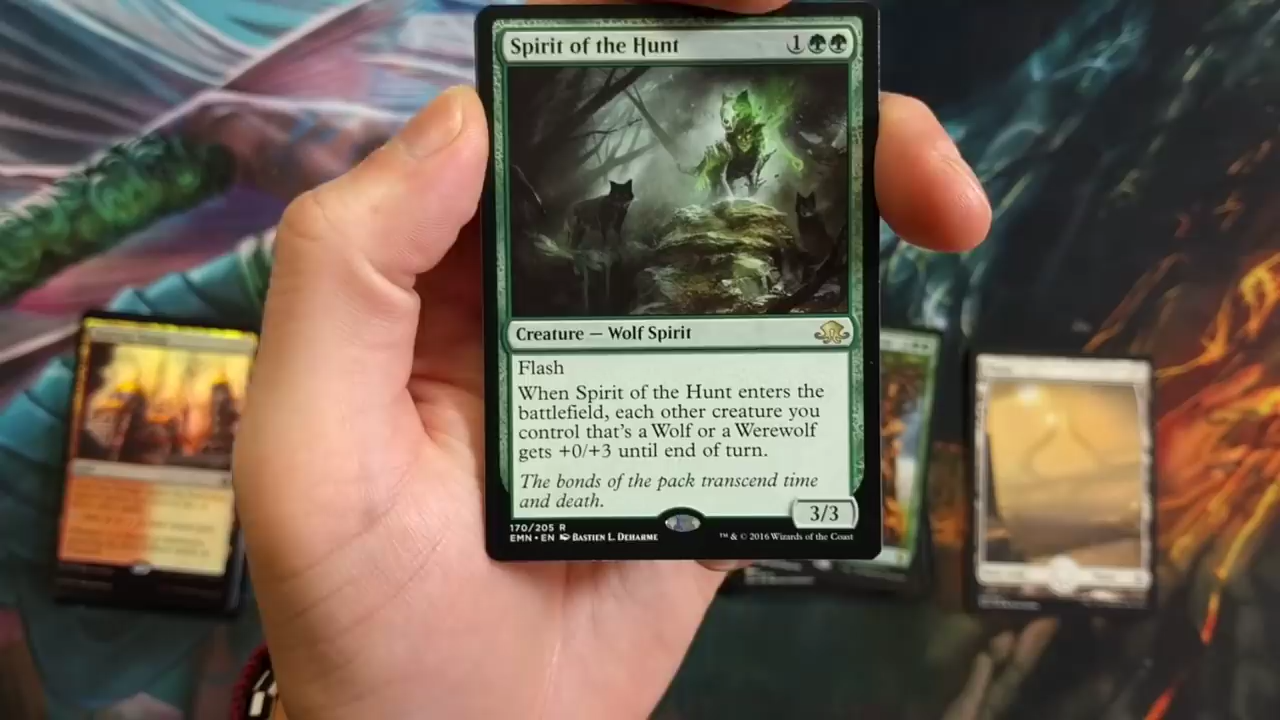 Spirit of the Hunt 1
Creature — Wolf Spirit
Flash
When Spirit of the Hunt enters the
battlefield, each other creature you
control that's a Wolf or a Werewolf
gets +0/+3 until end of turn.
The bonds of the pack transcend time
and death.
3/3
170/205 R
EMN • EN Bastien L. Deharme
™ & © 2016 Wizards of the Coast